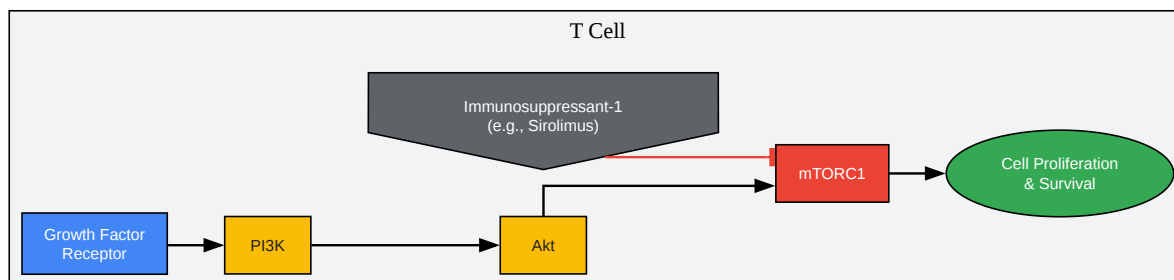 T Cell
Immunosuppressant-1
(e.g., Sirolimus)
mTORC1
Cell Proliferation
& Survival
Growth Factor
Receptor
PI3K
Akt